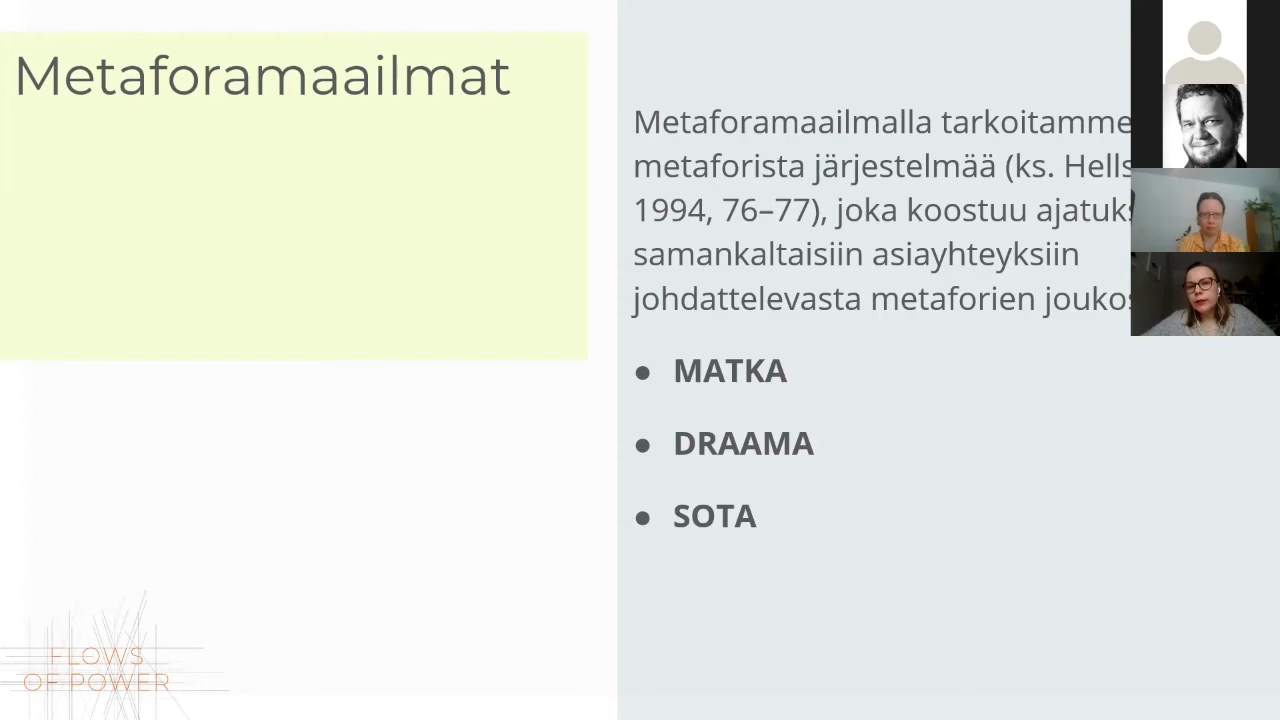 Metaforamaailmat
Metaforamaailmalla tarkoitamme
metaforista järjestelmää (ks.
1994, 76–77), joka koostuu
samankaltaisiin asiayhteyksiin
johdattelevasta metaforien
● MATKA
● DRAAMA
● SOTA
FLOWS
OF POWER